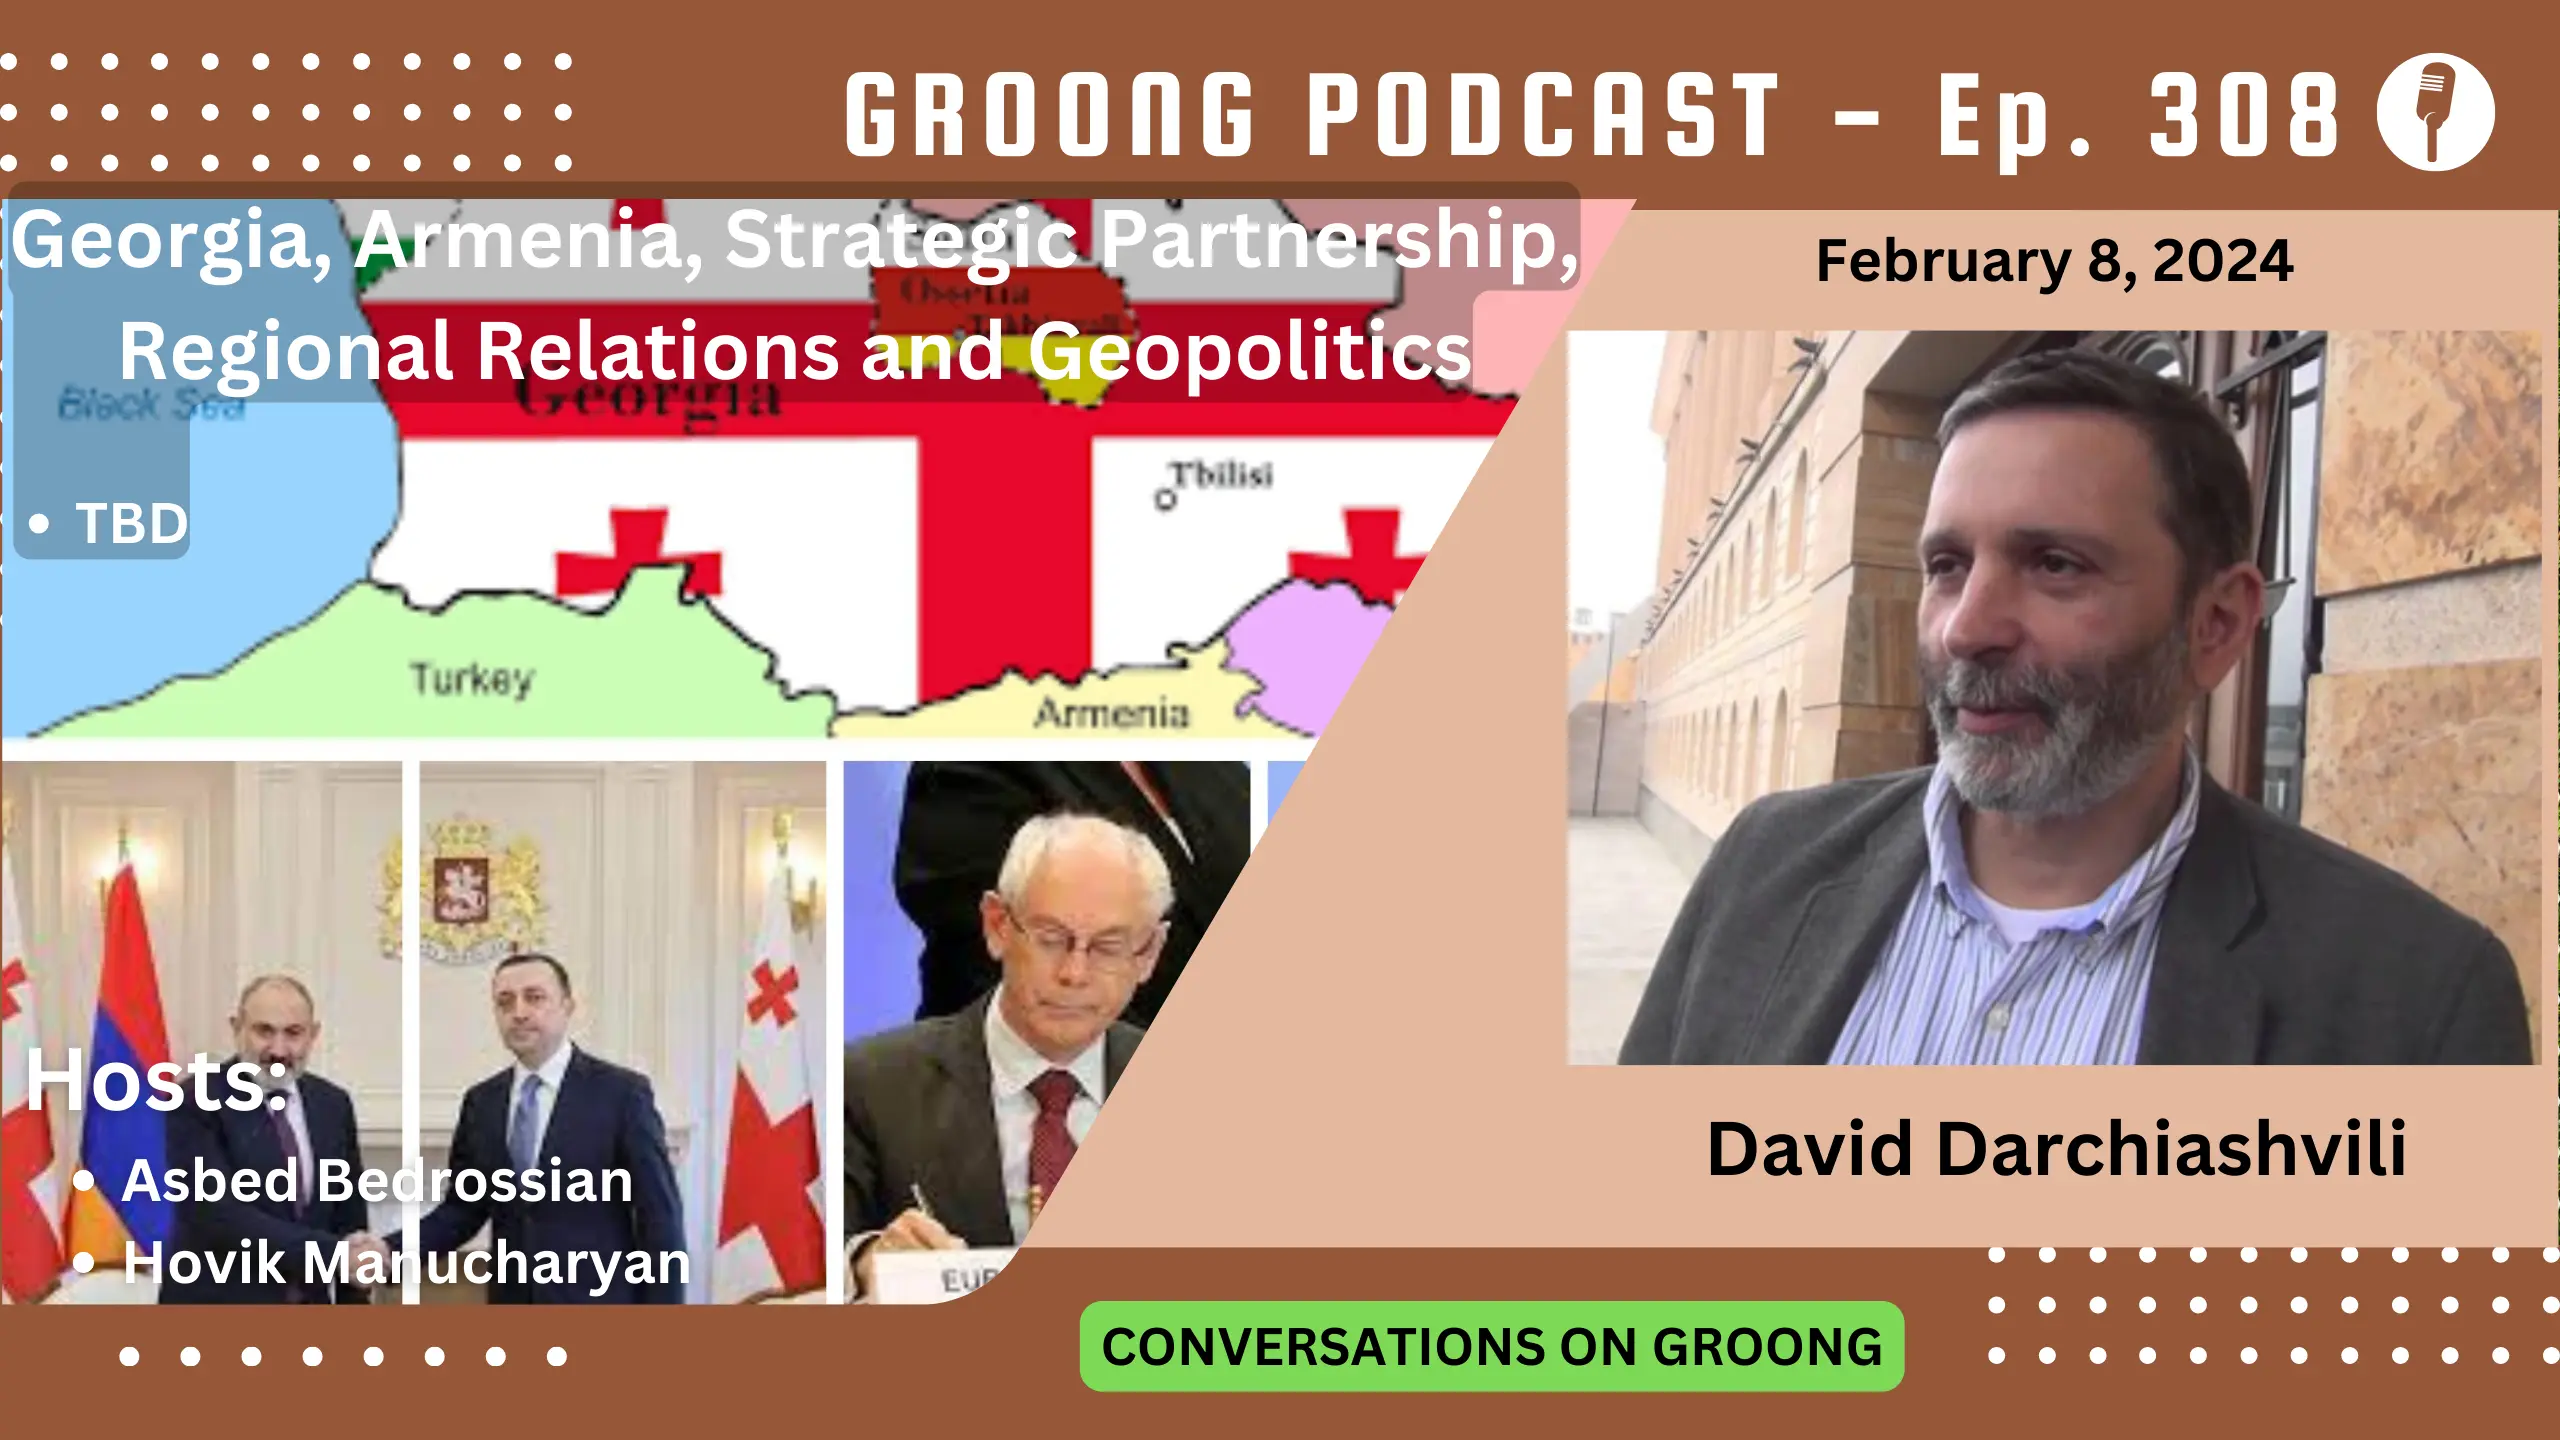 GROONG PODCAST – Ep. 308
Georgia, Armenia, Strategic Partnership,
Regional Relations and Geopolitics
February 8, 2024
Ossetia
Georgia
Black Sea
Tbilisi
• TBD
Turkey
Armenia
Hosts:
• Asbed Bedrossian
• Hovik Manucharyan
David Darchiashvili
CONVERSATIONS ON GROONG